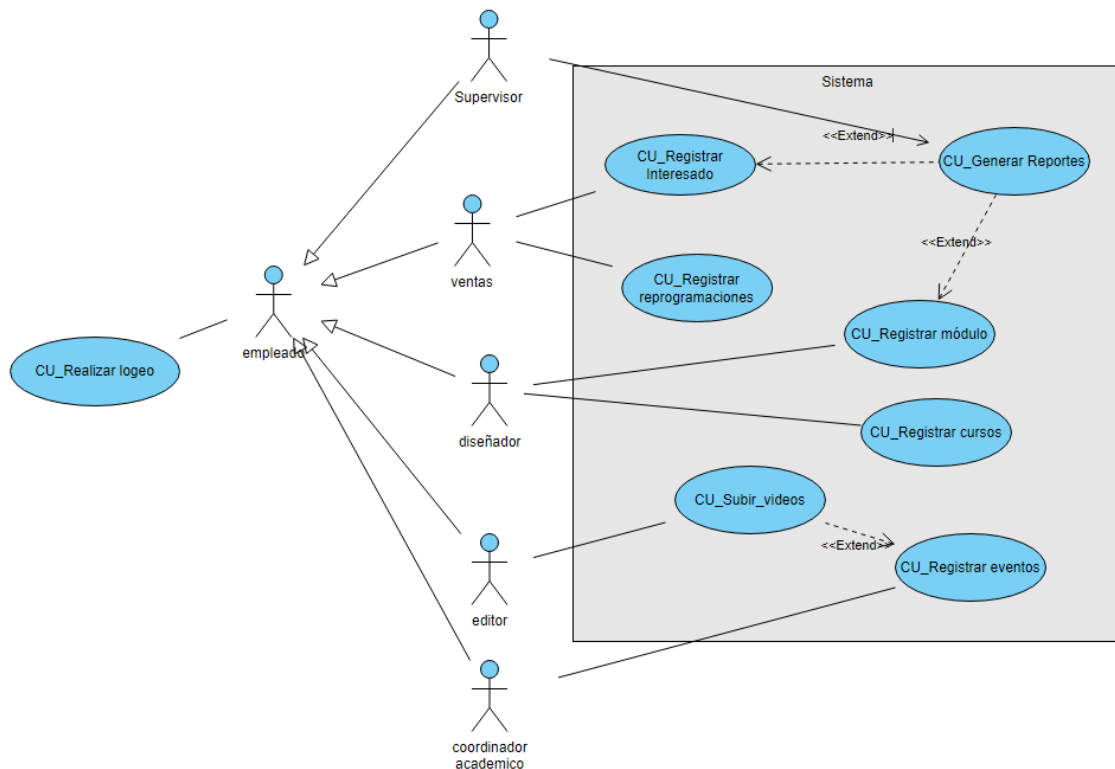 Supervisor
Sistema
<<Extend>>
CU_Registrar
Interesado
CU_Generar Reportes
<<Extend>>
ventas
CU_Registrar
reprogramaciones
CU_Registrar módulo
empleado
CU_Realizar logeo
diseñador
CU_Registrar cursos
CU_Subir_videos
<<Extend>>
CU_Registrar eventos
editor
coordinador
academico